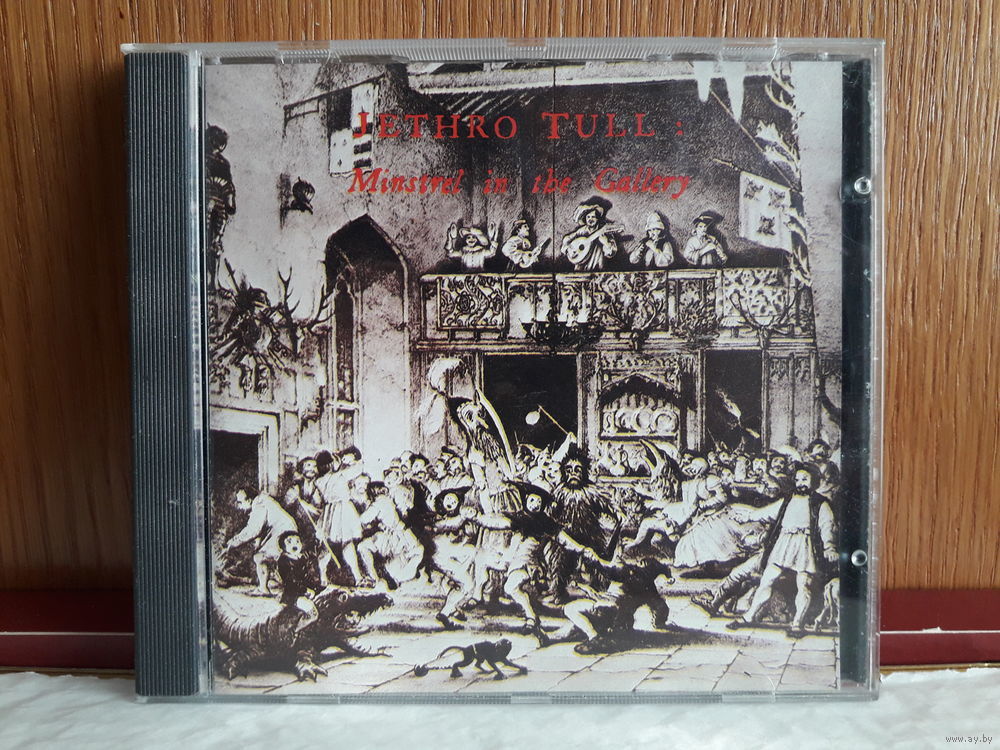 JETHRO TULL :
Minstrel in the Gallery
www.ay.by